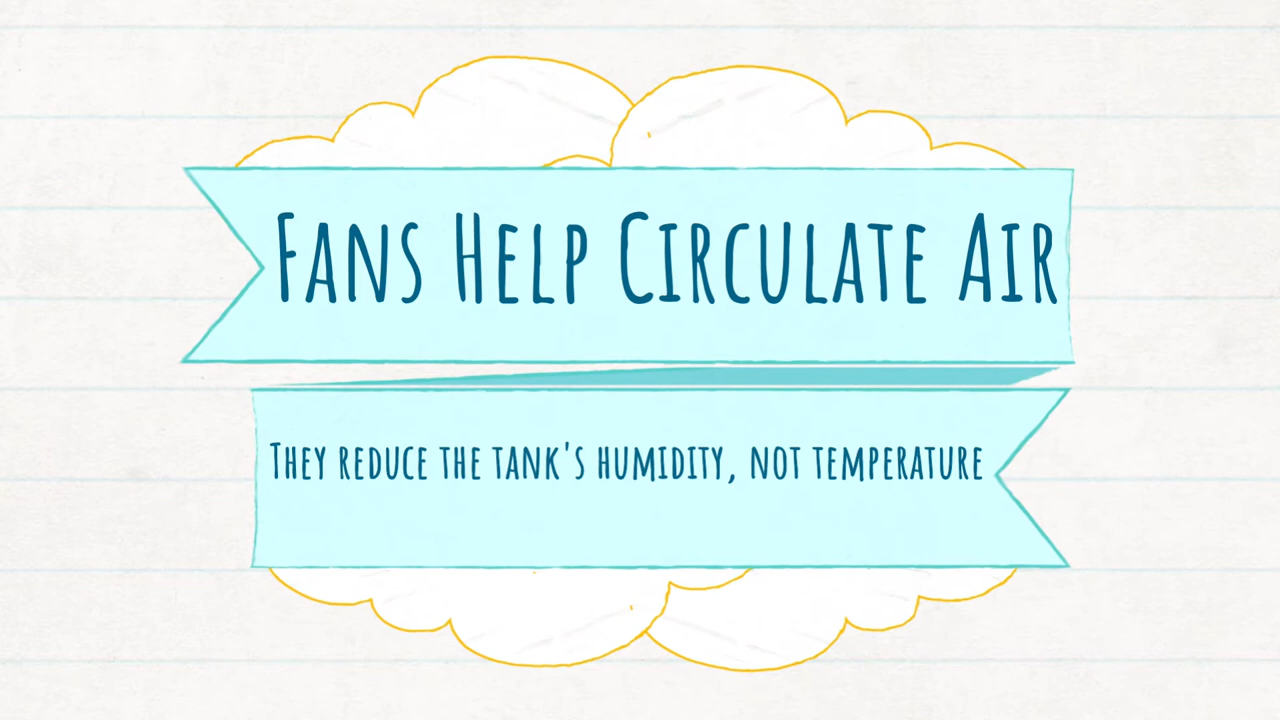 Fans Help Circulate Air
They reduce the tank's humidity, not temperature